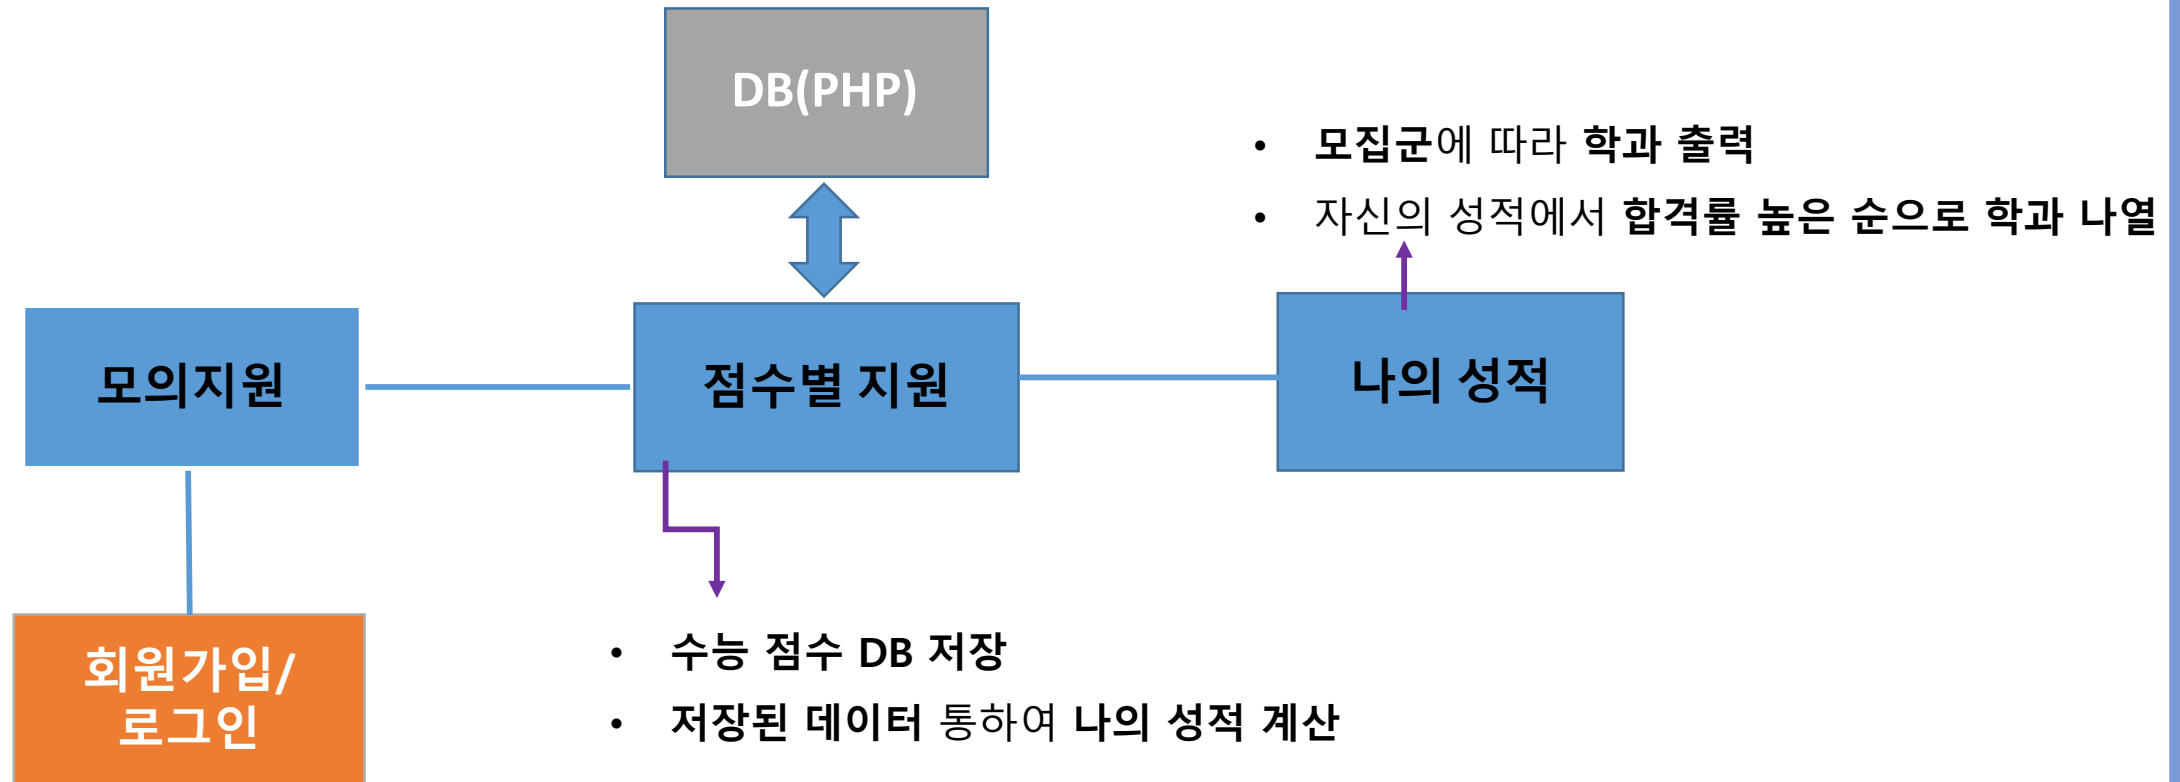 DB(PHP)
• 모집군에 따라 학과 출력
• 자신의 성적에서 합격률 높은 순으로 학과 나열
모의지원
점수별 지원
나의 성적
회원가입/
로그인
• 수능 점수 DB 저장
• 저장된 데이터 통하여 나의 성적 계산